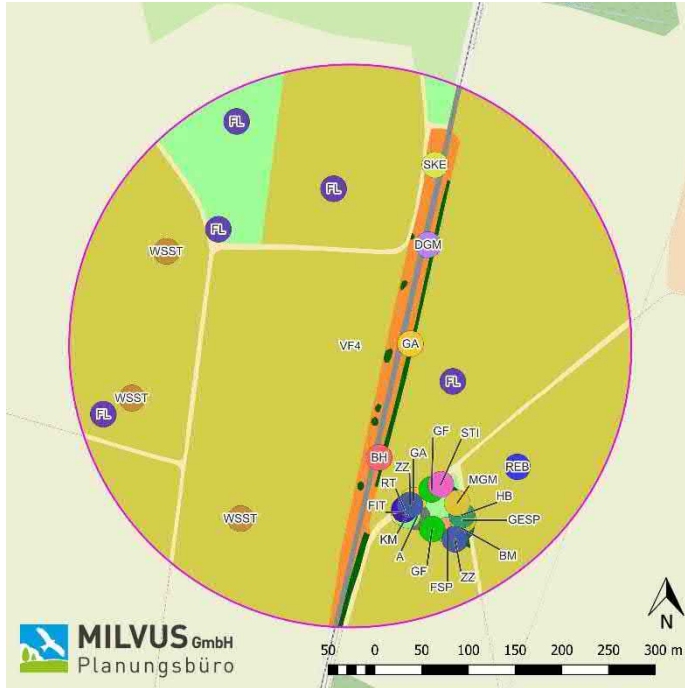 FL
SKE
FL
FL
WSST
DGM
VF4
GA
FL
WSST
FL
BH
GF
STI
GA
ZZ
REB
RT
MGM
HB
FIT
GESP
WSST
KM
A
BM
GF
ZZ
FSP
N
MILVUS GmbH
Planungsbüro
50 0 50 100 150 200 250 300 m